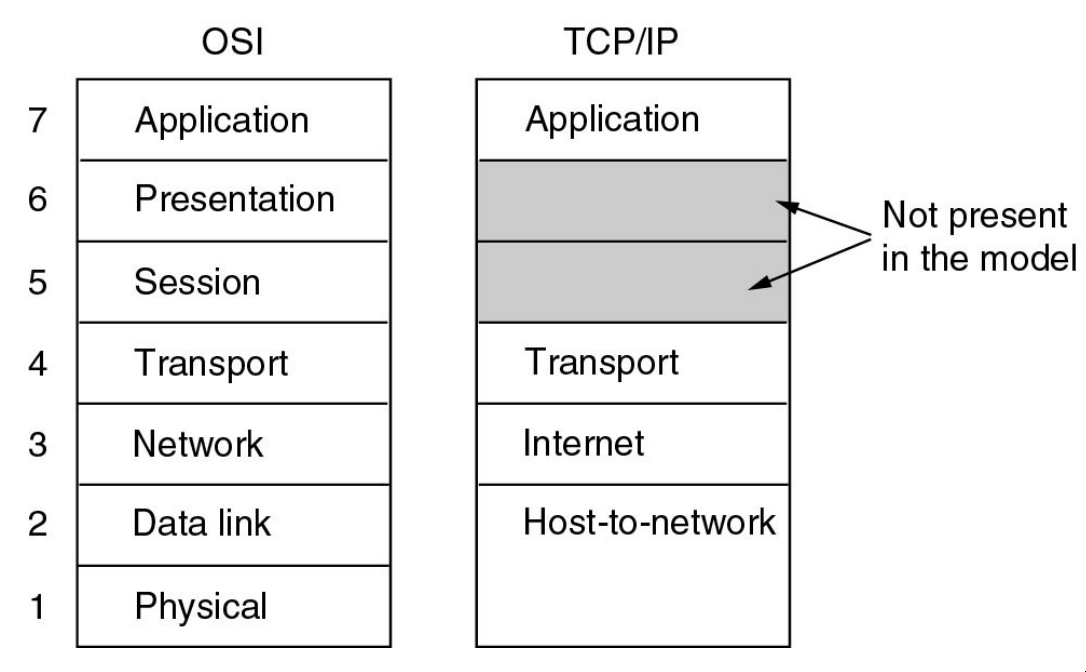 OSI TCP/IP
7 Application Application
6 Presentation
Not present
in the model
5 Session
4 Transport Transport
3 Network Internet
2 Data link Host-to-network
1 Physical